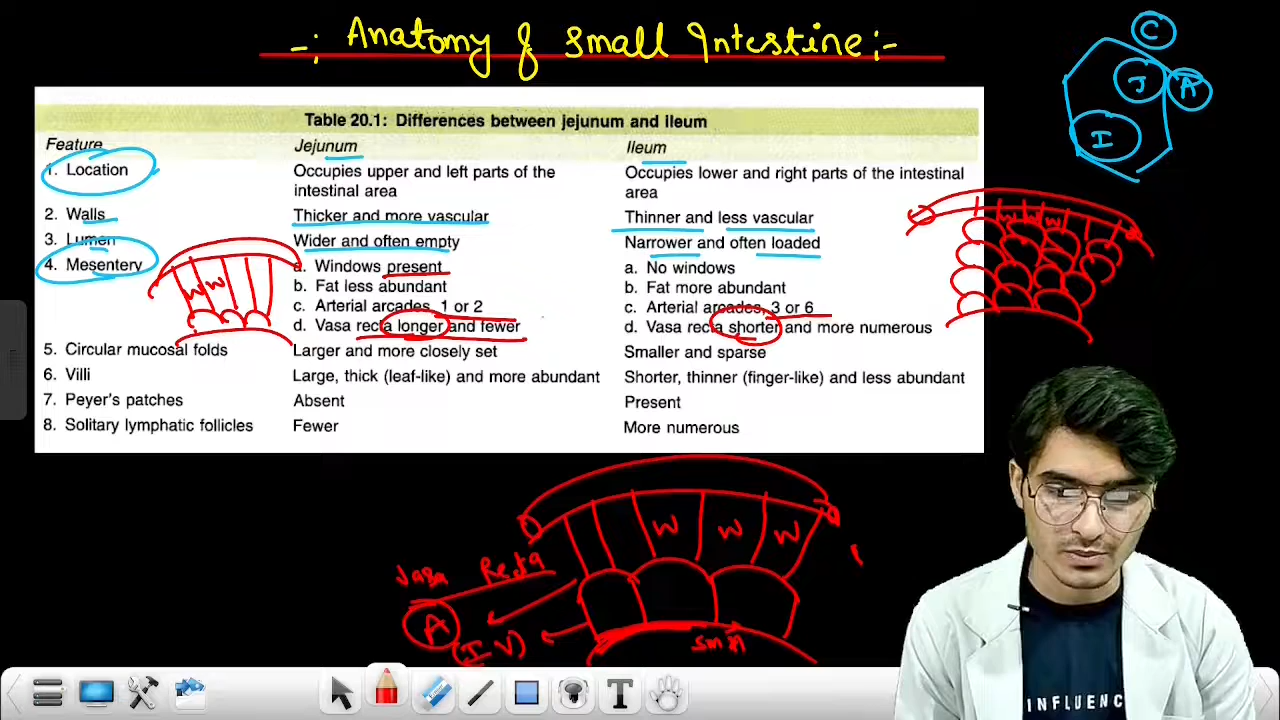 -: Anatomy of Small Intestine:-
C
J
A
I
Table 20.1: Differences between jejunum and ileum
Feature Jejunum Ileum
1. Location Occupies upper and left parts of the intestinal area Occupies lower and right parts of the intestinal area
2. Walls Thicker and more vascular Thinner and less vascular
3. Lumen Wider and often empty Narrower and often loaded
4. Mesentery a. Windows present a. No windows
b. Fat less abundant b. Fat more abundant
c. Arterial arcades, 1 or 2 c. Arterial arcades, 3 or 6
d. Vasa recta longer and fewer d. Vasa recta shorter and more numerous
5. Circular mucosal folds Larger and more closely set Smaller and sparse
6. Villi Large, thick (leaf-like) and more abundant Shorter, thinner (finger-like) and less abundant
7. Peyer's patches Absent Present
8. Solitary lymphatic follicles Fewer More numerous
W W
W W W
W W W
Vasa Recta
A
(I V)
SMA
INFLUENC
T